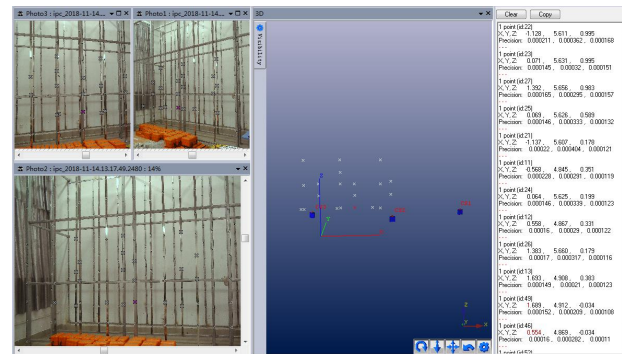 Photo3 : ipc_2018-11-14....
Photo1 : ipc_2018-11-14....
3D
Clear
Copy
Visibility
Photo2 : ipc_2018-11-14.13.17.49.2480 : 14%
1 point (id:22)
X, Y, Z: -1.128 , 5.611 , 0.995
Precision: 0.000211 , 0.000362 , 0.000168
- - -
1 point (id:23)
X, Y, Z: 0.071 , 5.631 , 0.995
Precision: 0.000145 , 0.00032 , 0.000151
- - -
1 point (id:27)
X, Y, Z: 1.392 , 5.656 , 0.983
Precision: 0.000165 , 0.000295 , 0.000157
- - -
1 point (id:25)
X, Y, Z: 0.069 , 5.626 , 0.589
Precision: 0.000146 , 0.000333 , 0.000132
- - -
1 point (id:21)
X, Y, Z: -1.137 , 5.607 , 0.178
Precision: 0.00022 , 0.000404 , 0.000121
- - -
1 point (id:11)
X, Y, Z: -0.568 , 4.845 , 0.351
Precision: 0.000228 , 0.000291 , 0.000119
- - -
1 point (id:24)
X, Y, Z: 0.064 , 5.625 , 0.199
Precision: 0.000146 , 0.000339 , 0.000123
- - -
1 point (id:12)
X, Y, Z: 0.558 , 4.867 , 0.331
Precision: 0.00016 , 0.00029 , 0.000122
- - -
1 point (id:26)
X, Y, Z: 1.383 , 5.660 , 0.179
Precision: 0.00017 , 0.000317 , 0.000116
- - -
1 point (id:13)
X, Y, Z: 1.693 , 4.908 , 0.383
Precision: 0.000149 , 0.00021 , 0.000123
- - -
1 point (id:49)
X, Y, Z: 1.689 , 4.912 , -0.034
Precision: 0.000152 , 0.000209 , 0.000108
- - -
1 point (id:46)
X, Y, Z: 0.554 , 4.869 , -0.034
Precision: 0.00016 , 0.000282 , 0.00011
- - -
1 point (id:52)
z
Y
z
Y
x